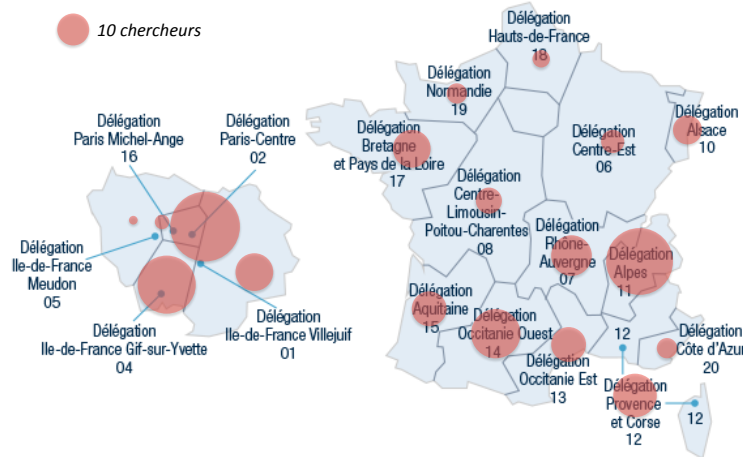 10 chercheurs
Délégation
Paris Michel-Ange
16
Délégation
Paris-Centre
02
Délégation
Ile-de-France
Meudon
05
Délégation
Ile-de-France Gif-sur-Yvette
04
Délégation
Ile-de-France Villejuif
01
Délégation
Hauts-de-France
18
Délégation
Normandie
19
Délégation
Bretagne
et Pays de la Loire
17
Délégation
Centre-Est
06
Délégation
Alsace
10
Délégation
Centre-
Limousin-
Poitou-Charentes
08
Délégation
Rhône-
Auvergne
07
Délégation
Alpes
11
Délégation
Aquitaine
15
Délégation
Occitanie Ouest
14
Délégation
Occitanie Est
13
12
Délégation
Côte d'Azur
20
Délégation
Provence
et Corse
12
12